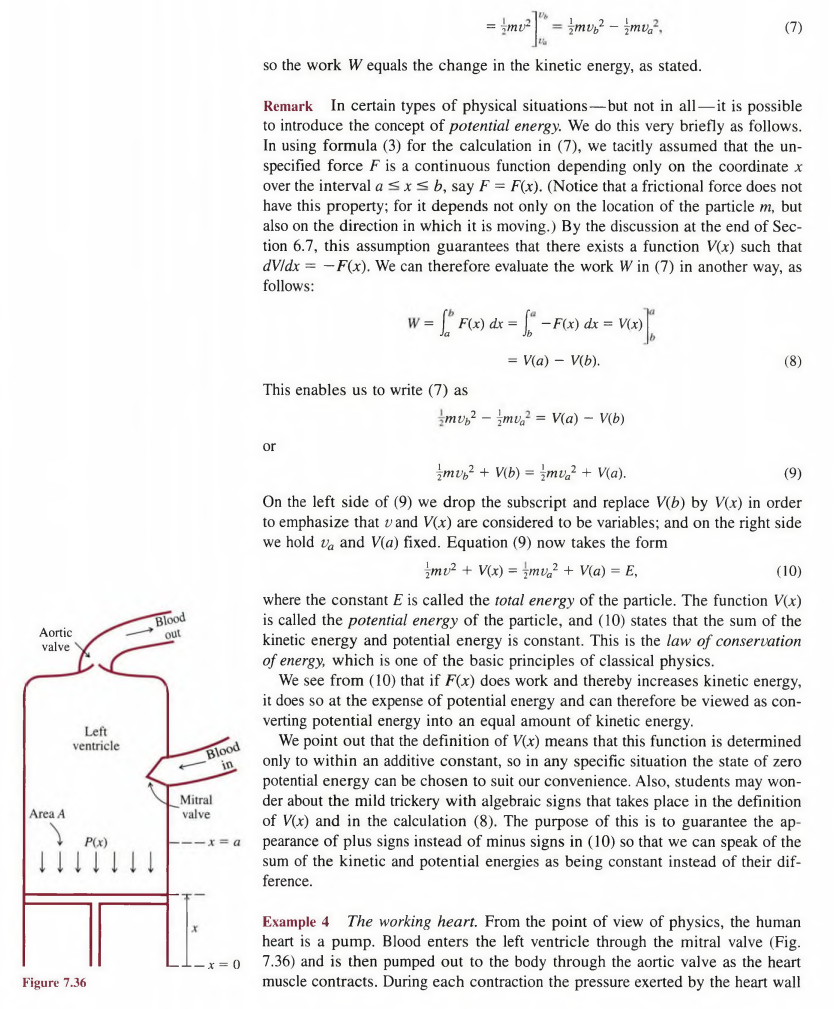 = ½mv²]ᵥₐᵛᵇ = ½mv_b² − ½mv_a², (7)
so the work W equals the change in the kinetic energy, as stated.
Remark In certain types of physical situations—but not in all—it is possible
to introduce the concept of potential energy. We do this very briefly as follows.
In using formula (3) for the calculation in (7), we tacitly assumed that the un-
specified force F is a continuous function depending only on the coordinate x
over the interval a ≤ x ≤ b, say F = F(x). (Notice that a frictional force does not
have this property; for it depends not only on the location of the particle m, but
also on the direction in which it is moving.) By the discussion at the end of Sec-
tion 6.7, this assumption guarantees that there exists a function V(x) such that
dV/dx = −F(x). We can therefore evaluate the work W in (7) in another way, as
follows:
W = ∫_a^b F(x) dx = ∫_b^a −F(x) dx = V(x)]_b^a
= V(a) − V(b). (8)
This enables us to write (7) as
½mv_b² − ½mv_a² = V(a) − V(b)
or
½mv_b² + V(b) = ½mv_a² + V(a). (9)
On the left side of (9) we drop the subscript and replace V(b) by V(x) in order
to emphasize that v and V(x) are considered to be variables; and on the right side
we hold v_a and V(a) fixed. Equation (9) now takes the form
½mv² + V(x) = ½mv_a² + V(a) = E, (10)
where the constant E is called the total energy of the particle. The function V(x)
is called the potential energy of the particle, and (10) states that the sum of the
kinetic energy and potential energy is constant. This is the law of conservation
of energy, which is one of the basic principles of classical physics.
We see from (10) that if F(x) does work and thereby increases kinetic energy,
it does so at the expense of potential energy and can therefore be viewed as con-
verting potential energy into an equal amount of kinetic energy.
We point out that the definition of V(x) means that this function is determined
only to within an additive constant, so in any specific situation the state of zero
potential energy can be chosen to suit our convenience. Also, students may won-
der about the mild trickery with algebraic signs that takes place in the definition
of V(x) and in the calculation (8). The purpose of this is to guarantee the ap-
pearance of plus signs instead of minus signs in (10) so that we can speak of the
sum of the kinetic and potential energies as being constant instead of their dif-
ference.
Example 4 The working heart. From the point of view of physics, the human
heart is a pump. Blood enters the left ventricle through the mitral valve (Fig.
7.36) and is then pumped out to the body through the aortic valve as the heart
muscle contracts. During each contraction the pressure exerted by the heart wall
Aortic
valve
Blood
out
Left
ventricle
Blood
in
Mitral
valve
Area A
P(x)
x = a
x
x = 0
Figure 7.36